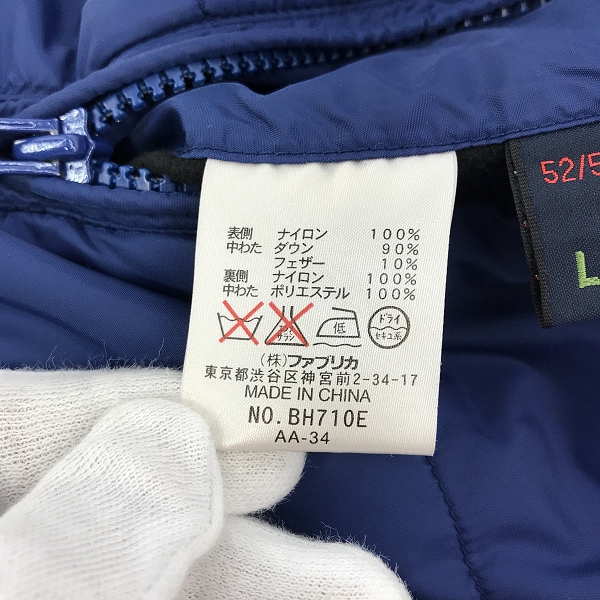 表側 ナイロン 100%
中わた ダウン 90%
フェザー 10%
裏側 ナイロン 100%
中わた ポリエステル 100%
サラシ 低 ドライ
セキユ系
(株)ファブリカ
東京都渋谷区神宮前2-34-17
MADE IN CHINA
NO. BH710E
AA-34
52/5
L